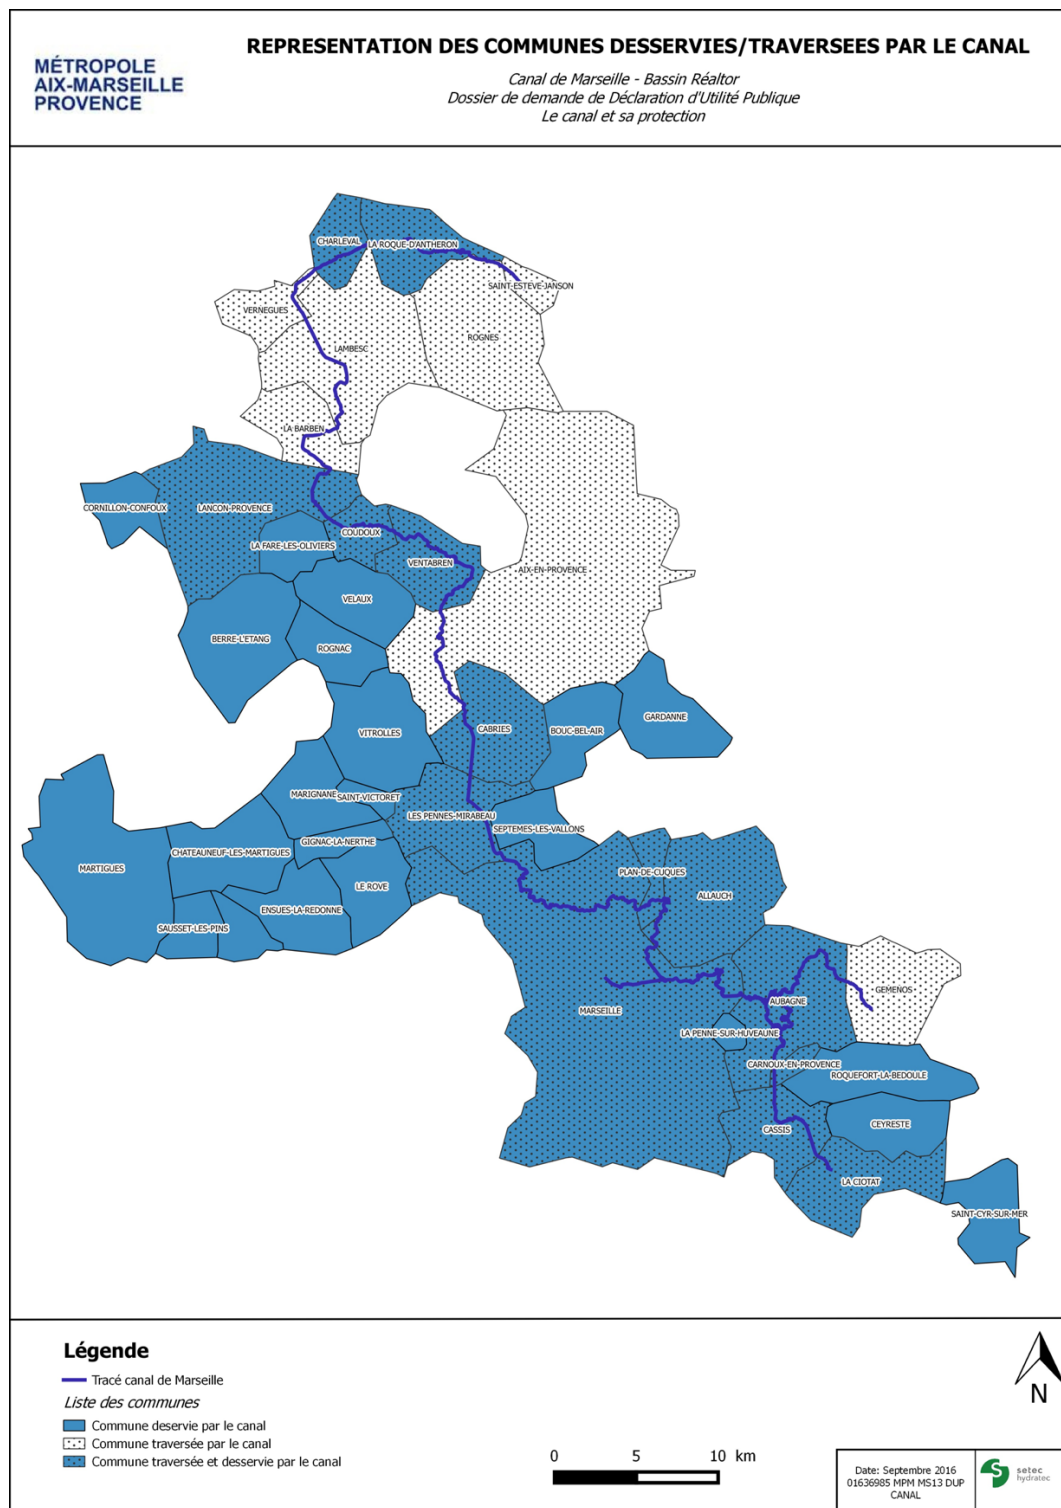 REPRESENTATION DES COMMUNES DESSERVIES/TRAVERSEES PAR LE CANAL
MÉTROPOLE
AIX-MARSEILLE
PROVENCE
Canal de Marseille - Bassin Réaltor
Dossier de demande de Déclaration d'Utilité Publique
Le canal et sa protection
CHARLEVAL
LA ROQUE-D'ANTHERON
SAINT-ESTEVE-JANSON
VERNEGUES
ROGNES
LAMBESC
LA BARBEN
CORNILLON-CONFOUX
LANCON-PROVENCE
COUDOUX
LA FARE-LES-OLIVIERS
VENTABREN
AIX-EN-PROVENCE
VELAUX
BERRE-L'ETANG
ROGNAC
GARDANNE
CABRIES
BOUC-BEL-AIR
VITROLLES
MARIGNANE
SAINT-VICTORET
LES PENNES-MIRABEAU
SEPTEMES-LES-VALLONS
GIGNAC-LA-NERTHE
CHATEAUNEUF-LES-MARTIGUES
MARTIGUES
PLAN-DE-CUQUES
LE ROVE
ALLAUCH
ENSUES-LA-REDONNE
SAUSSET-LES-PINS
GEMENOS
AUBAGNE
MARSEILLE
LA PENNE-SUR-HUVEAUNE
CARNOUX-EN-PROVENCE
ROQUEFORT-LA-BEDOULE
CEYRESTE
CASSIS
LA CIOTAT
SAINT-CYR-SUR-MER
Légende
Tracé canal de Marseille
Liste des communes
Commune deservie par le canal
Commune traversée par le canal
Commune traversée et desservie par le canal
0 5 10 km
N
Date: Septembre 2016
01636985 MPM MS13 DUP
CANAL
setec
hydratec